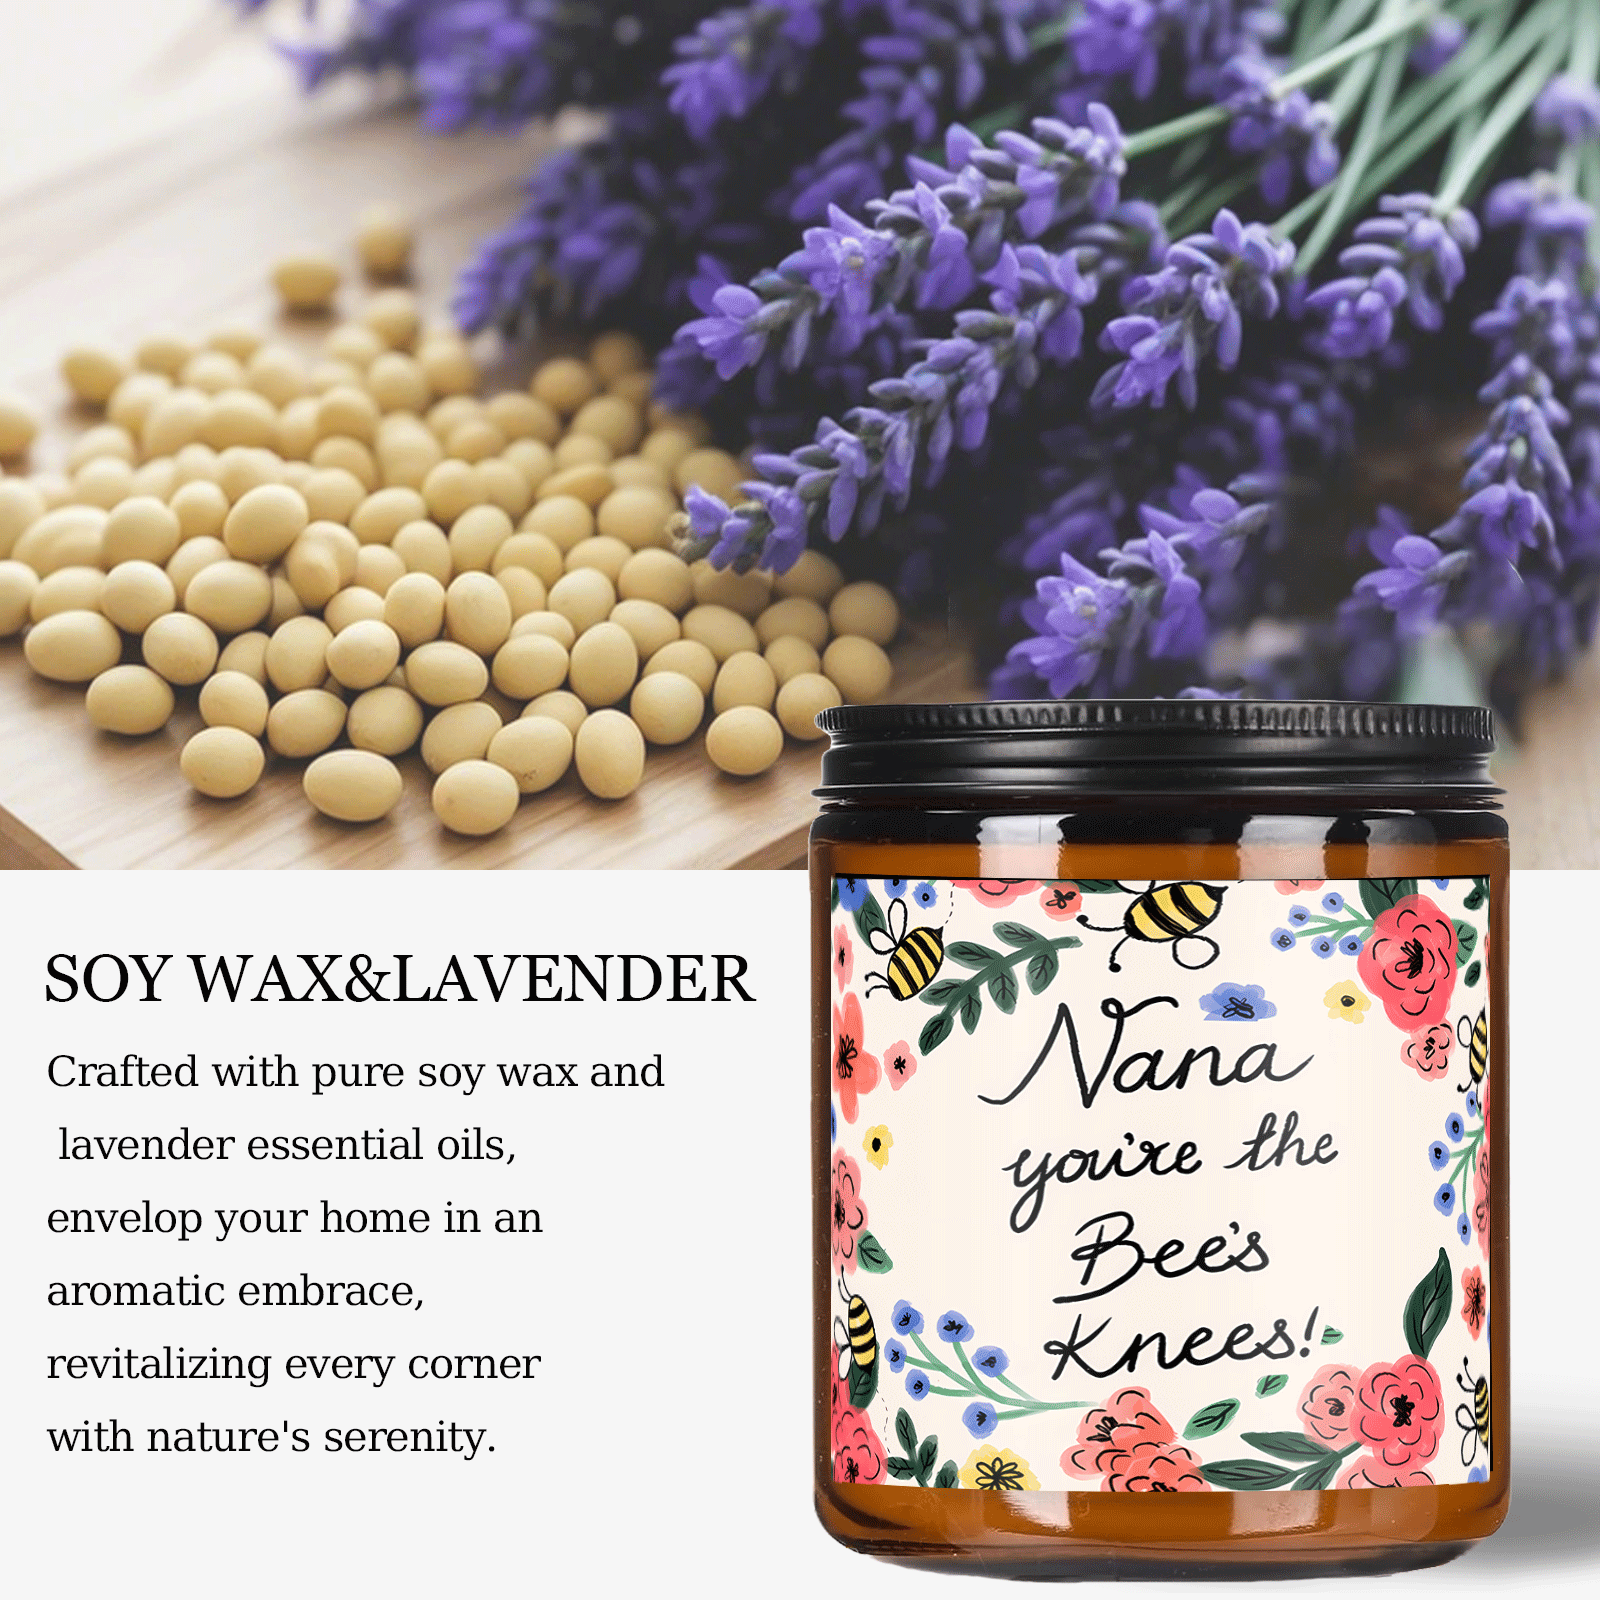 SOY WAX&LAVENDER
Crafted with pure soy wax and
lavender essential oils,
envelop your home in an
aromatic embrace,
revitalizing every corner
with nature's serenity.
Nana
you're the
Bee's
Knees!